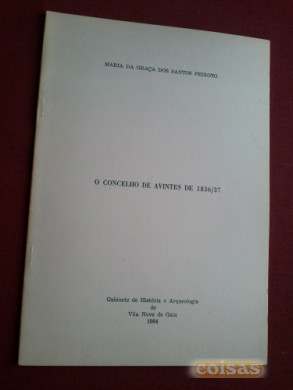 MARIA DA GRAÇA DOS SANTOS PEIXOTO
O CONCELHO DE AVINTES DE 1836/37
Gabinete de História e Arqueologia
de
Vila Nova de Gaia
1984
coisas